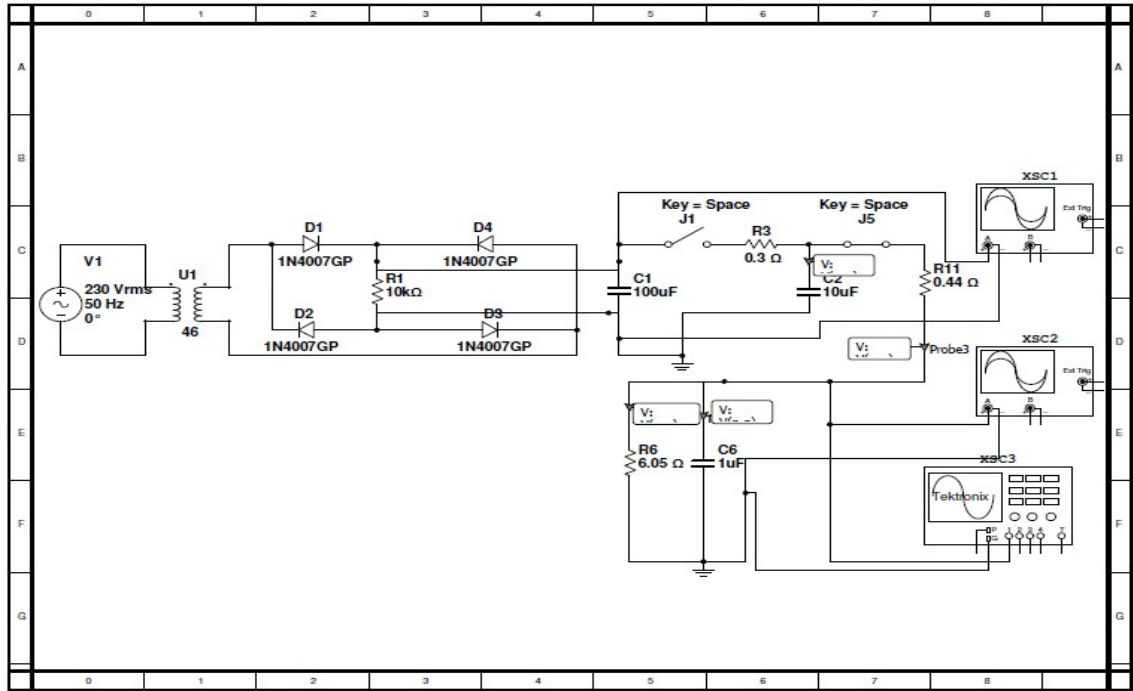 0 1 2 3 4 5 6 7 8
A A
B B
XSC1
Key = Space Key = Space
J1 J5
Ext Trig
D1 D4
R3
A B
C C
1N4007GP 1N4007GP
0.3 Ω
V1
U1
R1
10kΩ
C1
100uF
V:
C2
10uF
R11
0.44 Ω
230 Vrms
50 Hz
0°
46
D2 D3
1N4007GP 1N4007GP
D D
V:
Probe3
XSC2
Ext Trig
A B
V:
V:
E E
R6
6.05 Ω
C6
1uF
XSC3
Tektronix
F F
P
G
1 2 3 4 T
G G
0 1 2 3 4 5 6 7 8